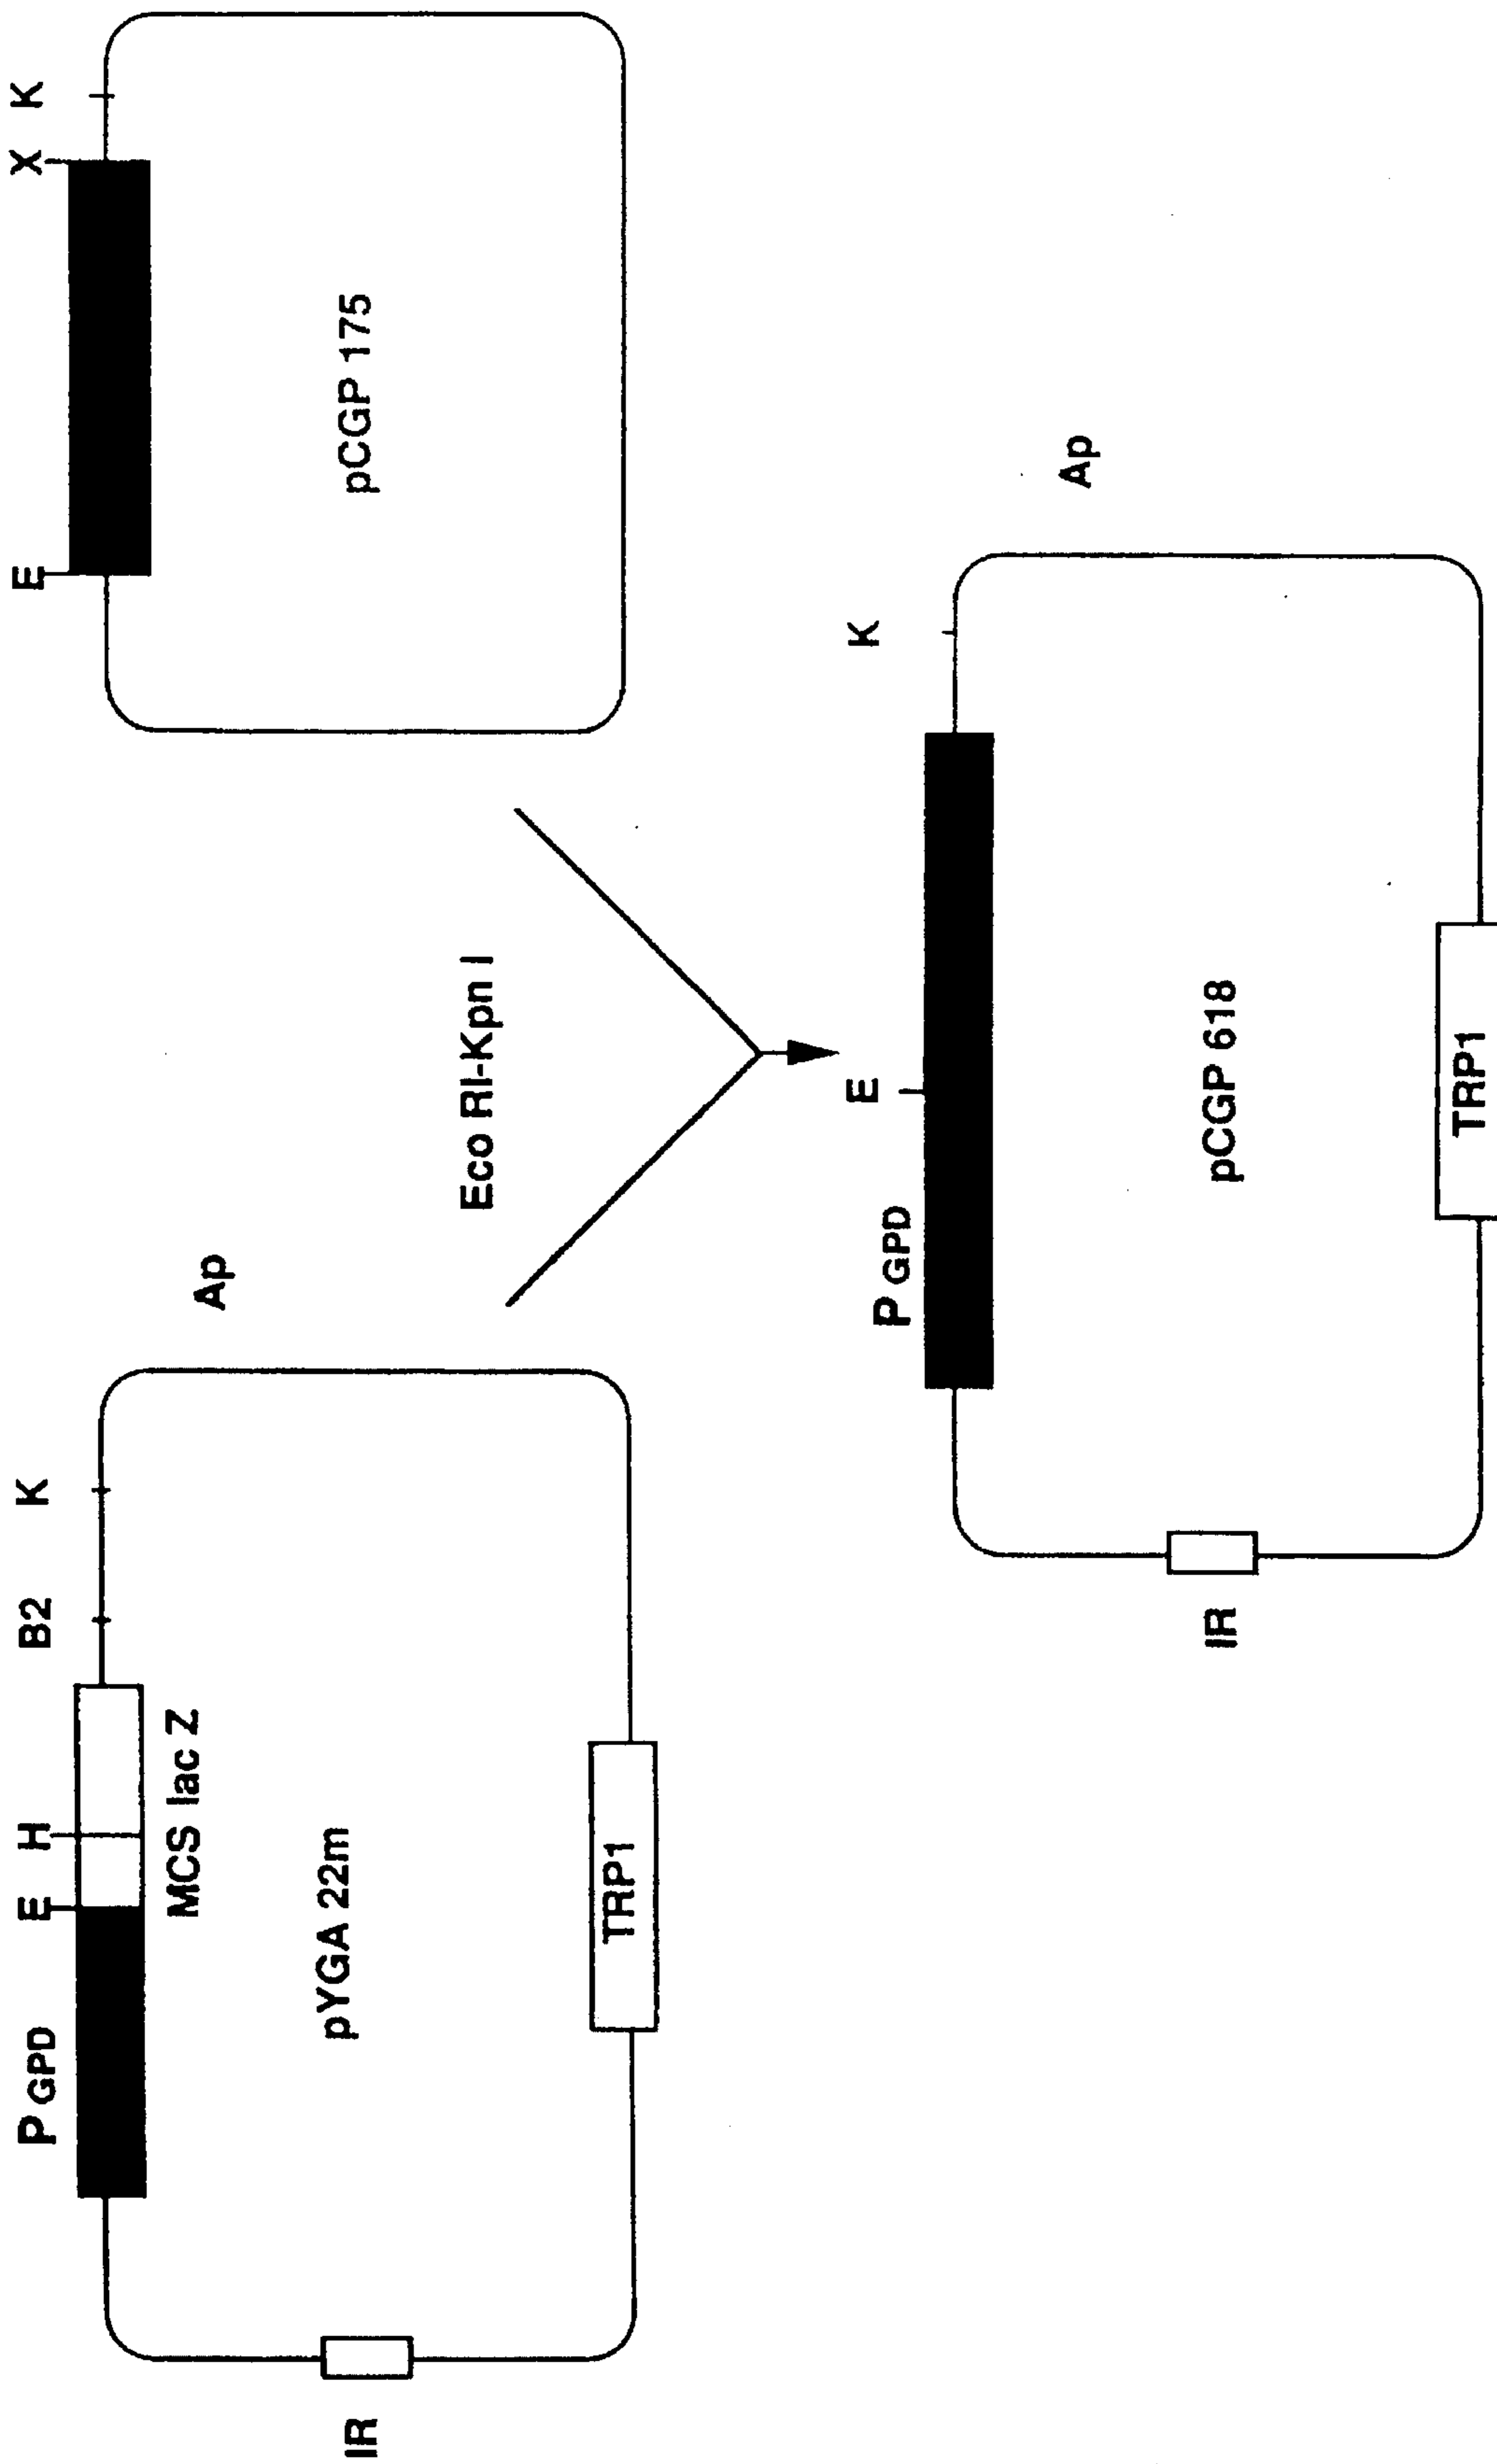 P GPD
E
H
B2
K
MCS lac Z
Ap
pYGA 22m
IR
TRP1
E
X
K
pCGP 175
Eco RI-Kpn I
P GPD
E
K
Ap
pCGP 618
IR
TRP1